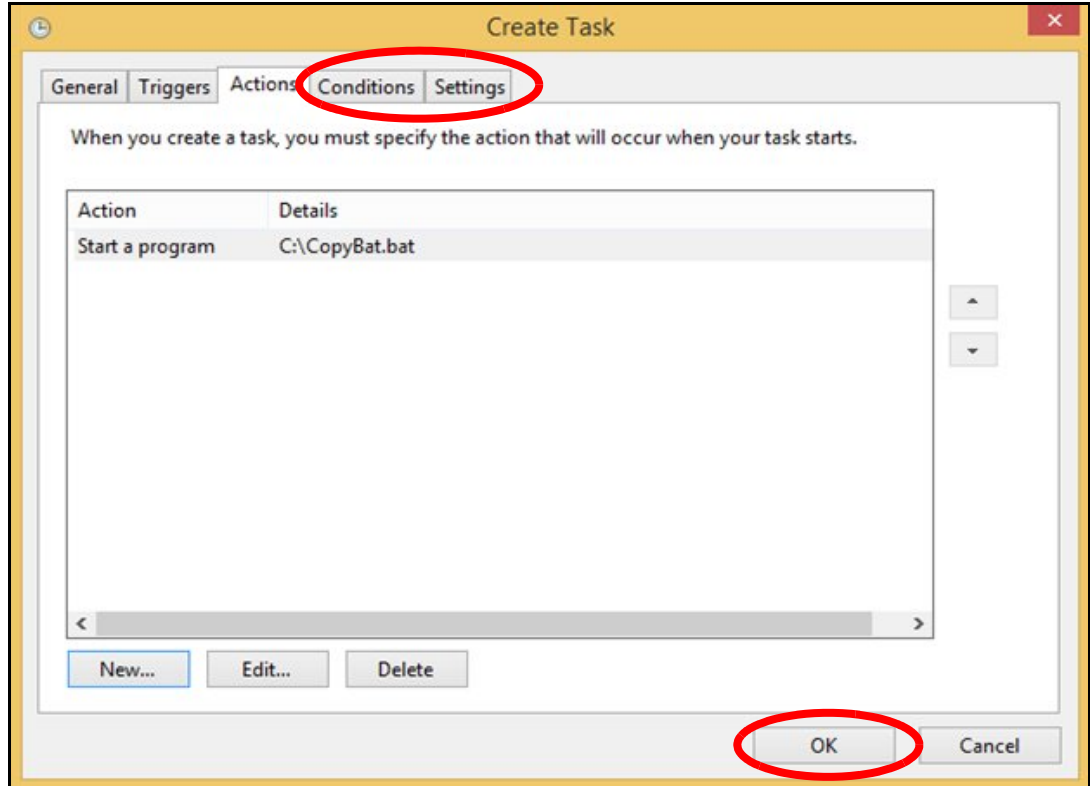 Create Task
General Triggers Actions Conditions Settings
When you create a task, you must specify the action that will occur when your task starts.
Action Details
Start a program C:\CopyBat.bat
New... Edit... Delete
OK Cancel